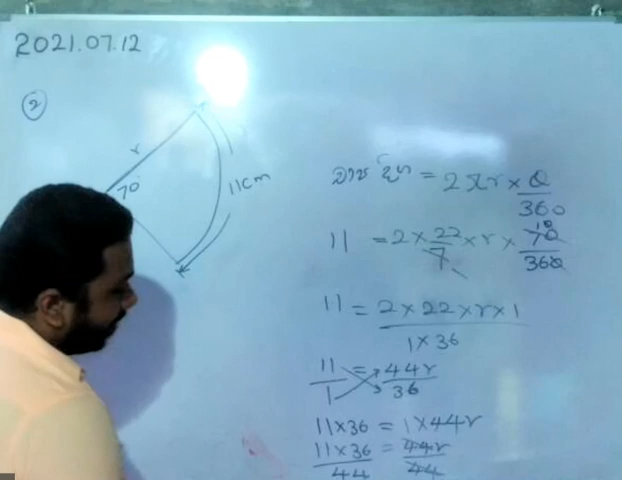 2021.07.12
②
r
70
11cm
චාප දිග = 2πr × θ/360
11 = 2 × 22/7 × r × 70/360
10
11 = 2×22×r×1/1×36
11/1 = 44r/36
11×36 = 1×44r
11×36/44 = 44r/44